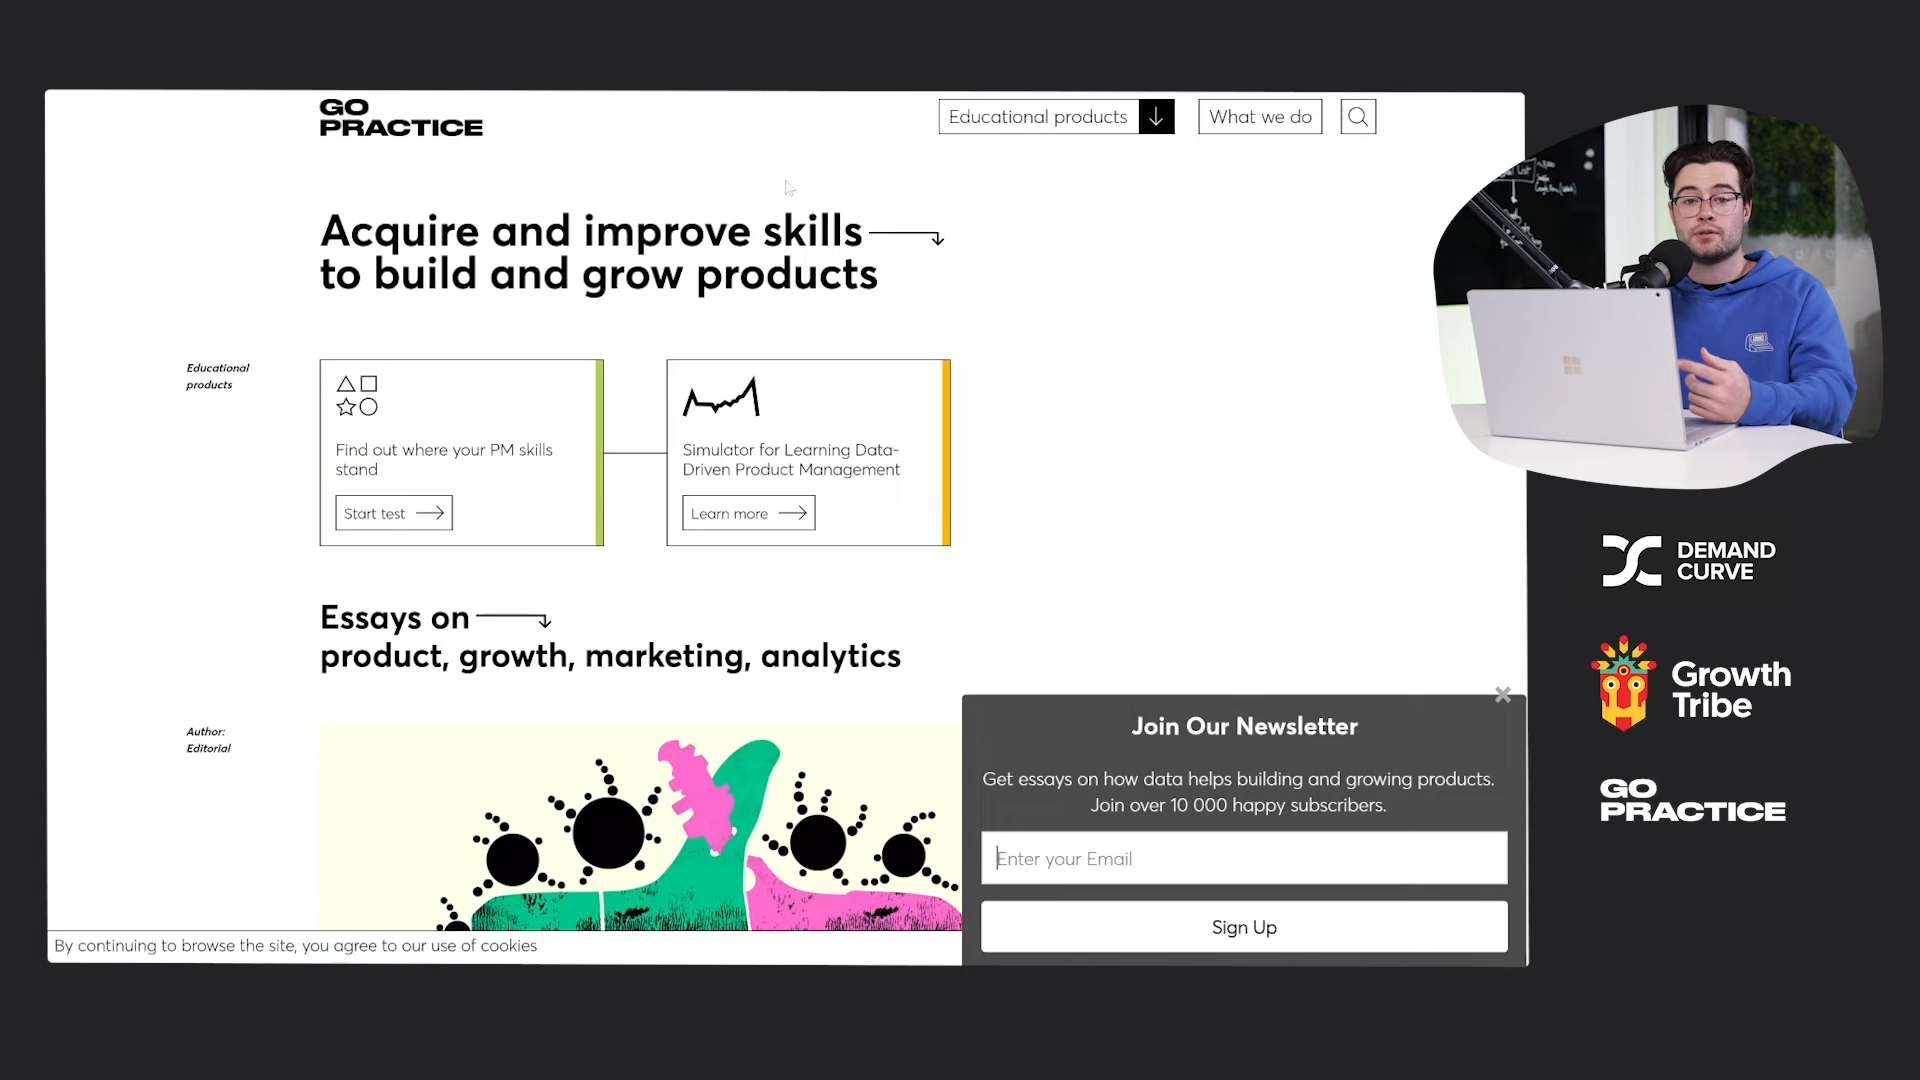 GO
PRACTICE
Educational products
What we do
Acquire and improve skills
to build and grow products
Educational
products
Find out where your PM skills
stand
Start test
Simulator for Learning Data-
Driven Product Management
Learn more
Essays on
product, growth, marketing, analytics
Author:
Editorial
Join Our Newsletter
Get essays on how data helps building and growing products.
Join over 10 000 happy subscribers.
Enter your Email
Sign Up
By continuing to browse the site, you agree to our use of cookies
DEMAND
CURVE
Growth
Tribe
GO
PRACTICE